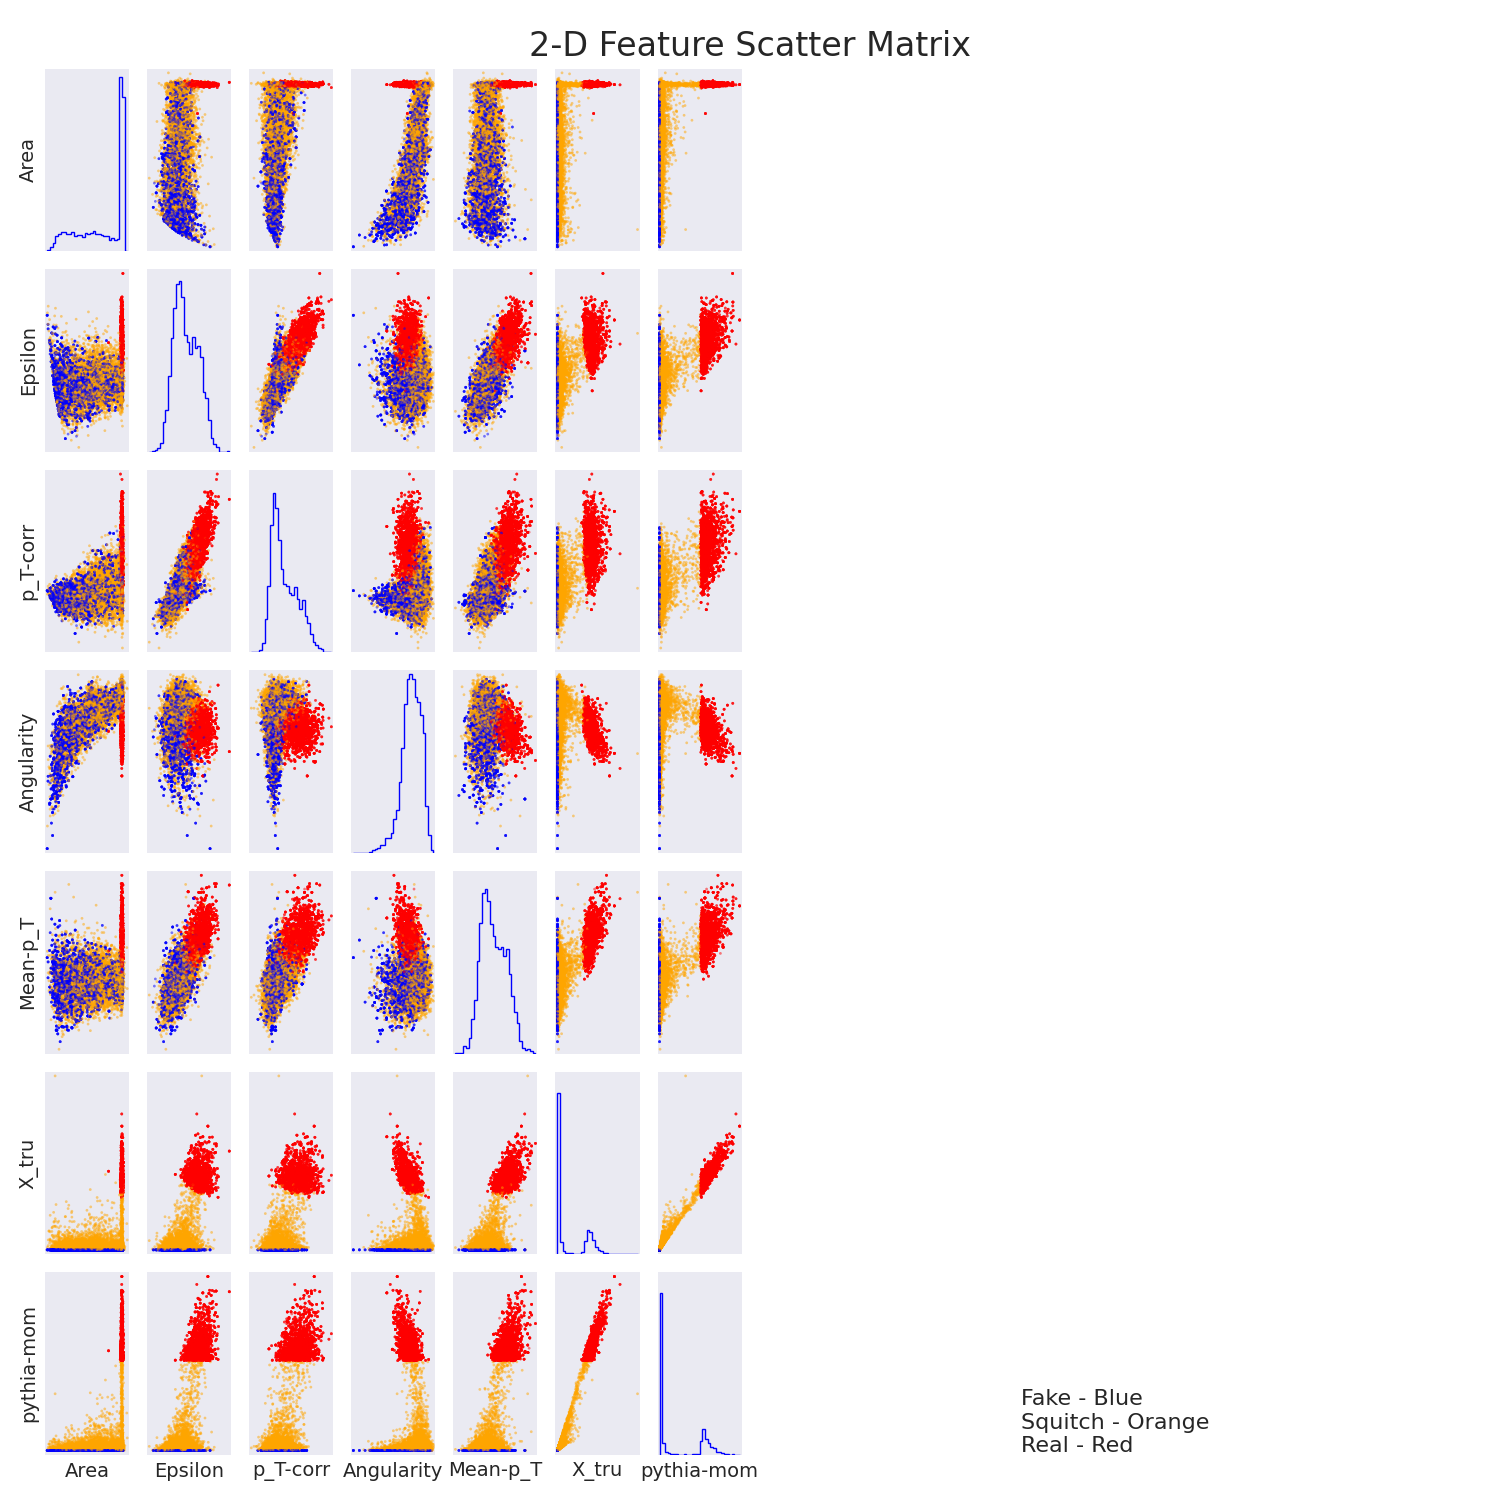 2-D Feature Scatter Matrix
Area
Epsilon
p_T-corr
Angularity
Mean-p_T
X_tru
pythia-mom
Area
Epsilon
p_T-corr
Angularity
Mean-p_T
X_tru
pythia-mom
Fake - Blue
Squitch - Orange
Real - Red